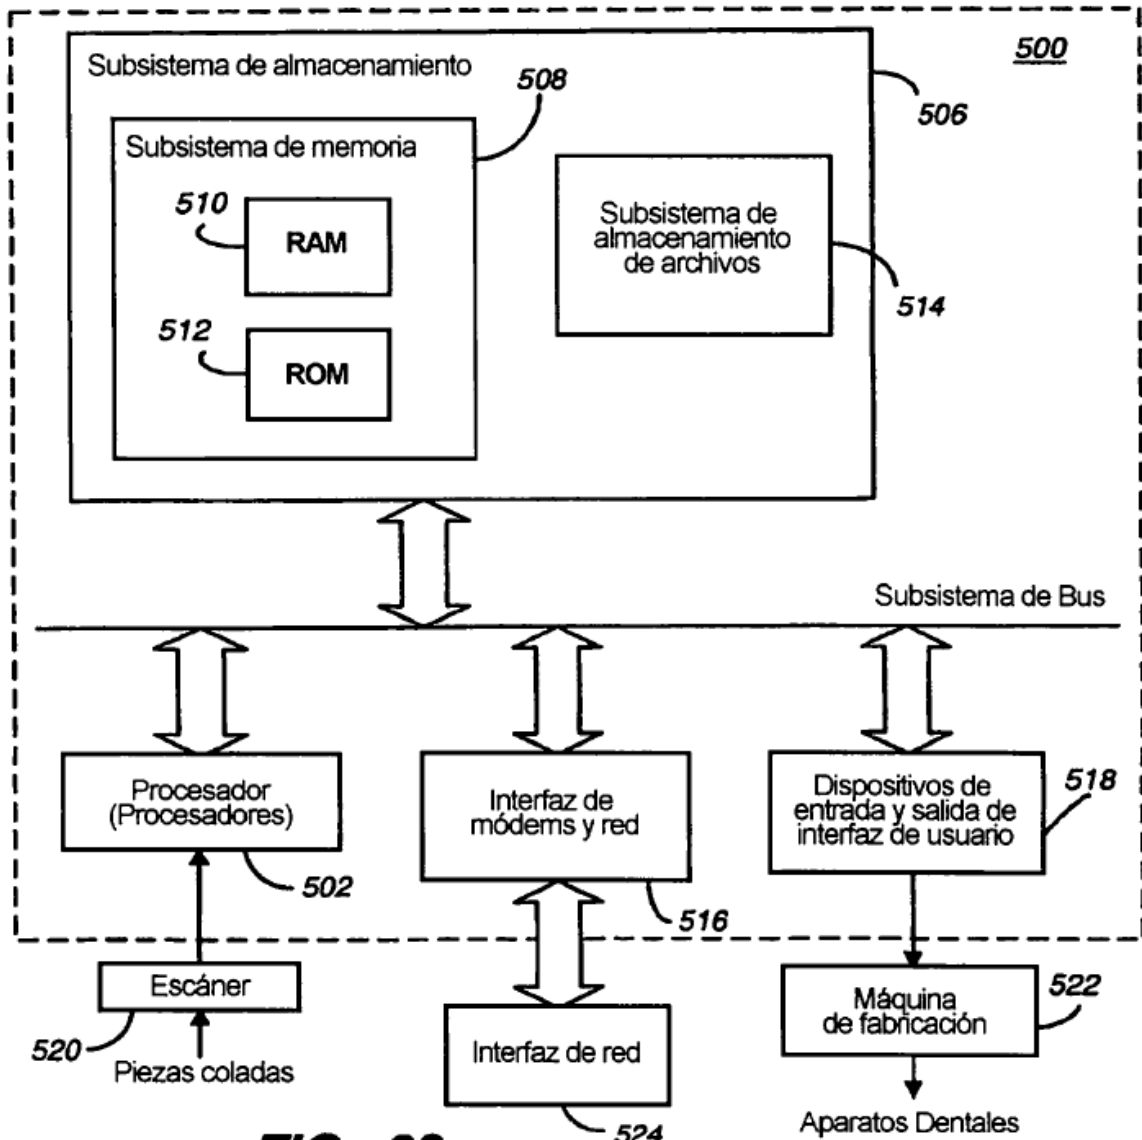 500
Subsistema de almacenamiento
508
506
Subsistema de memoria
510
RAM
Subsistema de
almacenamiento
de archivos
514
512
ROM
Subsistema de Bus
Procesador
(Procesadores)
502
Interfaz de
módems y red
516
Dispositivos de
entrada y salida de
interfaz de usuario
518
Escáner
520
Piezas coladas
Interfaz de red
524
Máquina
de fabricación
522
Aparatos Dentales